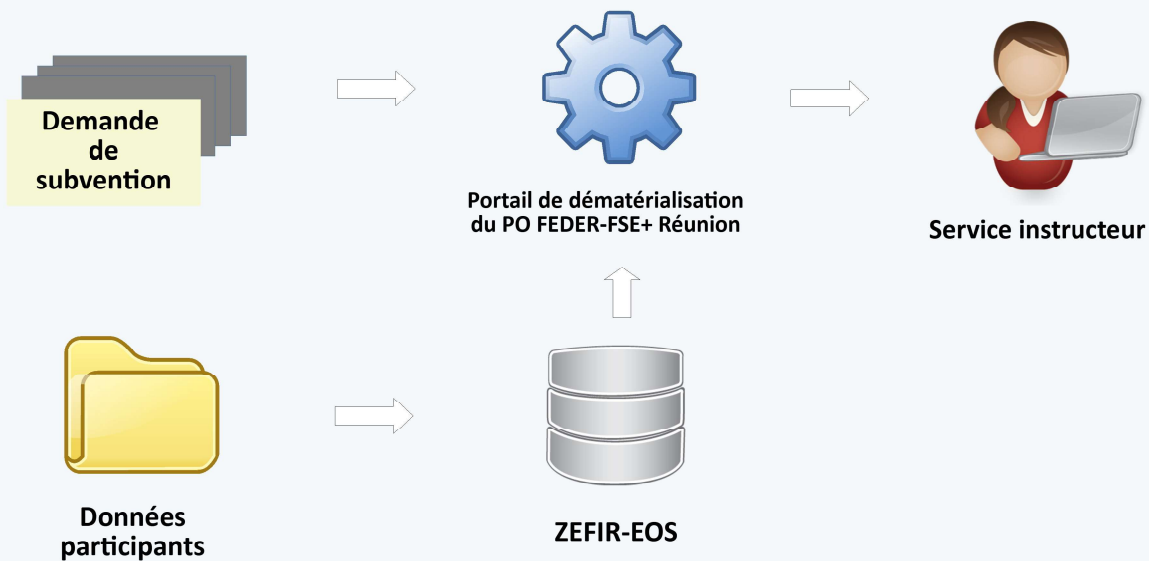 Demande
de
subvention
Portail de dématérialisation
du PO FEDER-FSE+ Réunion
Service instructeur
Données
participants
ZEFIR-EOS